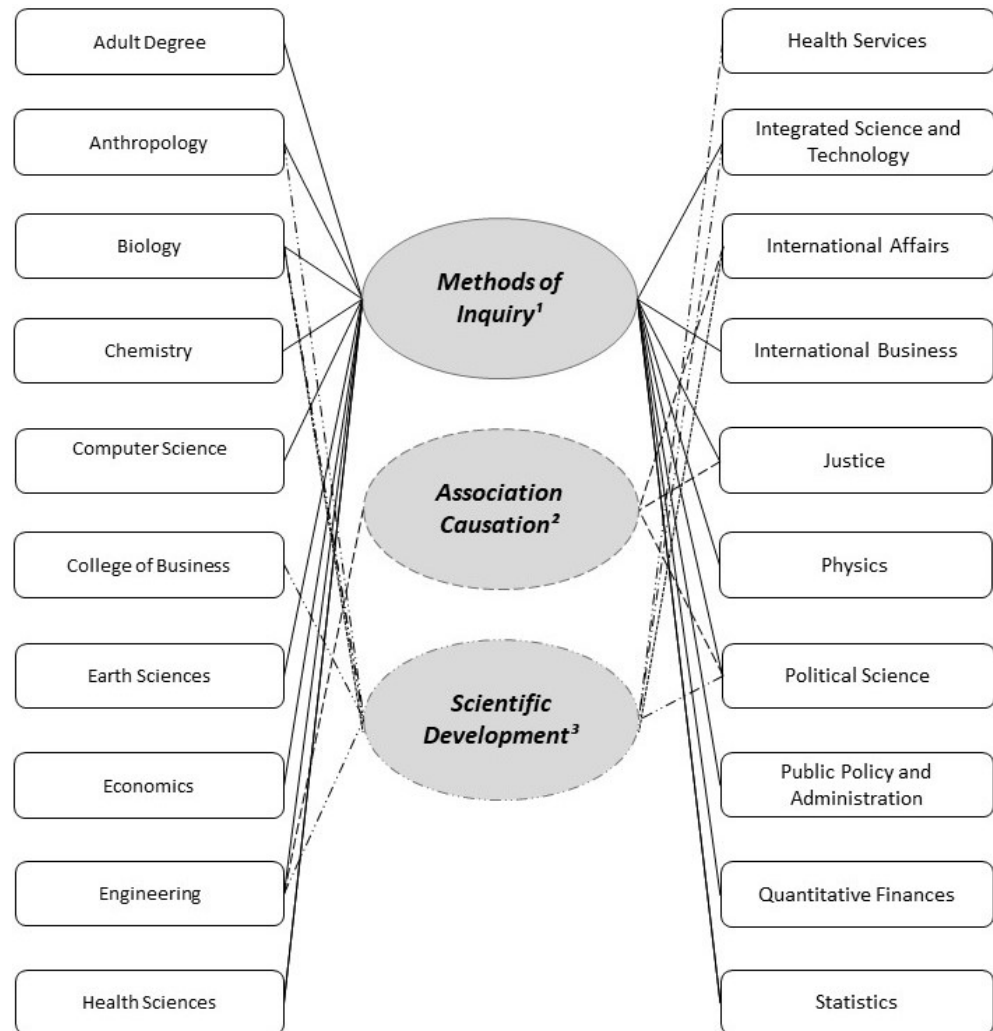 Adult Degree
Anthropology
Biology
Chemistry
Computer Science
College of Business
Earth Sciences
Economics
Engineering
Health Sciences
Methods of
Inquiry¹
Association
Causation²
Scientific
Development³
Health Services
Integrated Science and
Technology
International Affairs
International Business
Justice
Physics
Political Science
Public Policy and
Administration
Quantitative Finances
Statistics